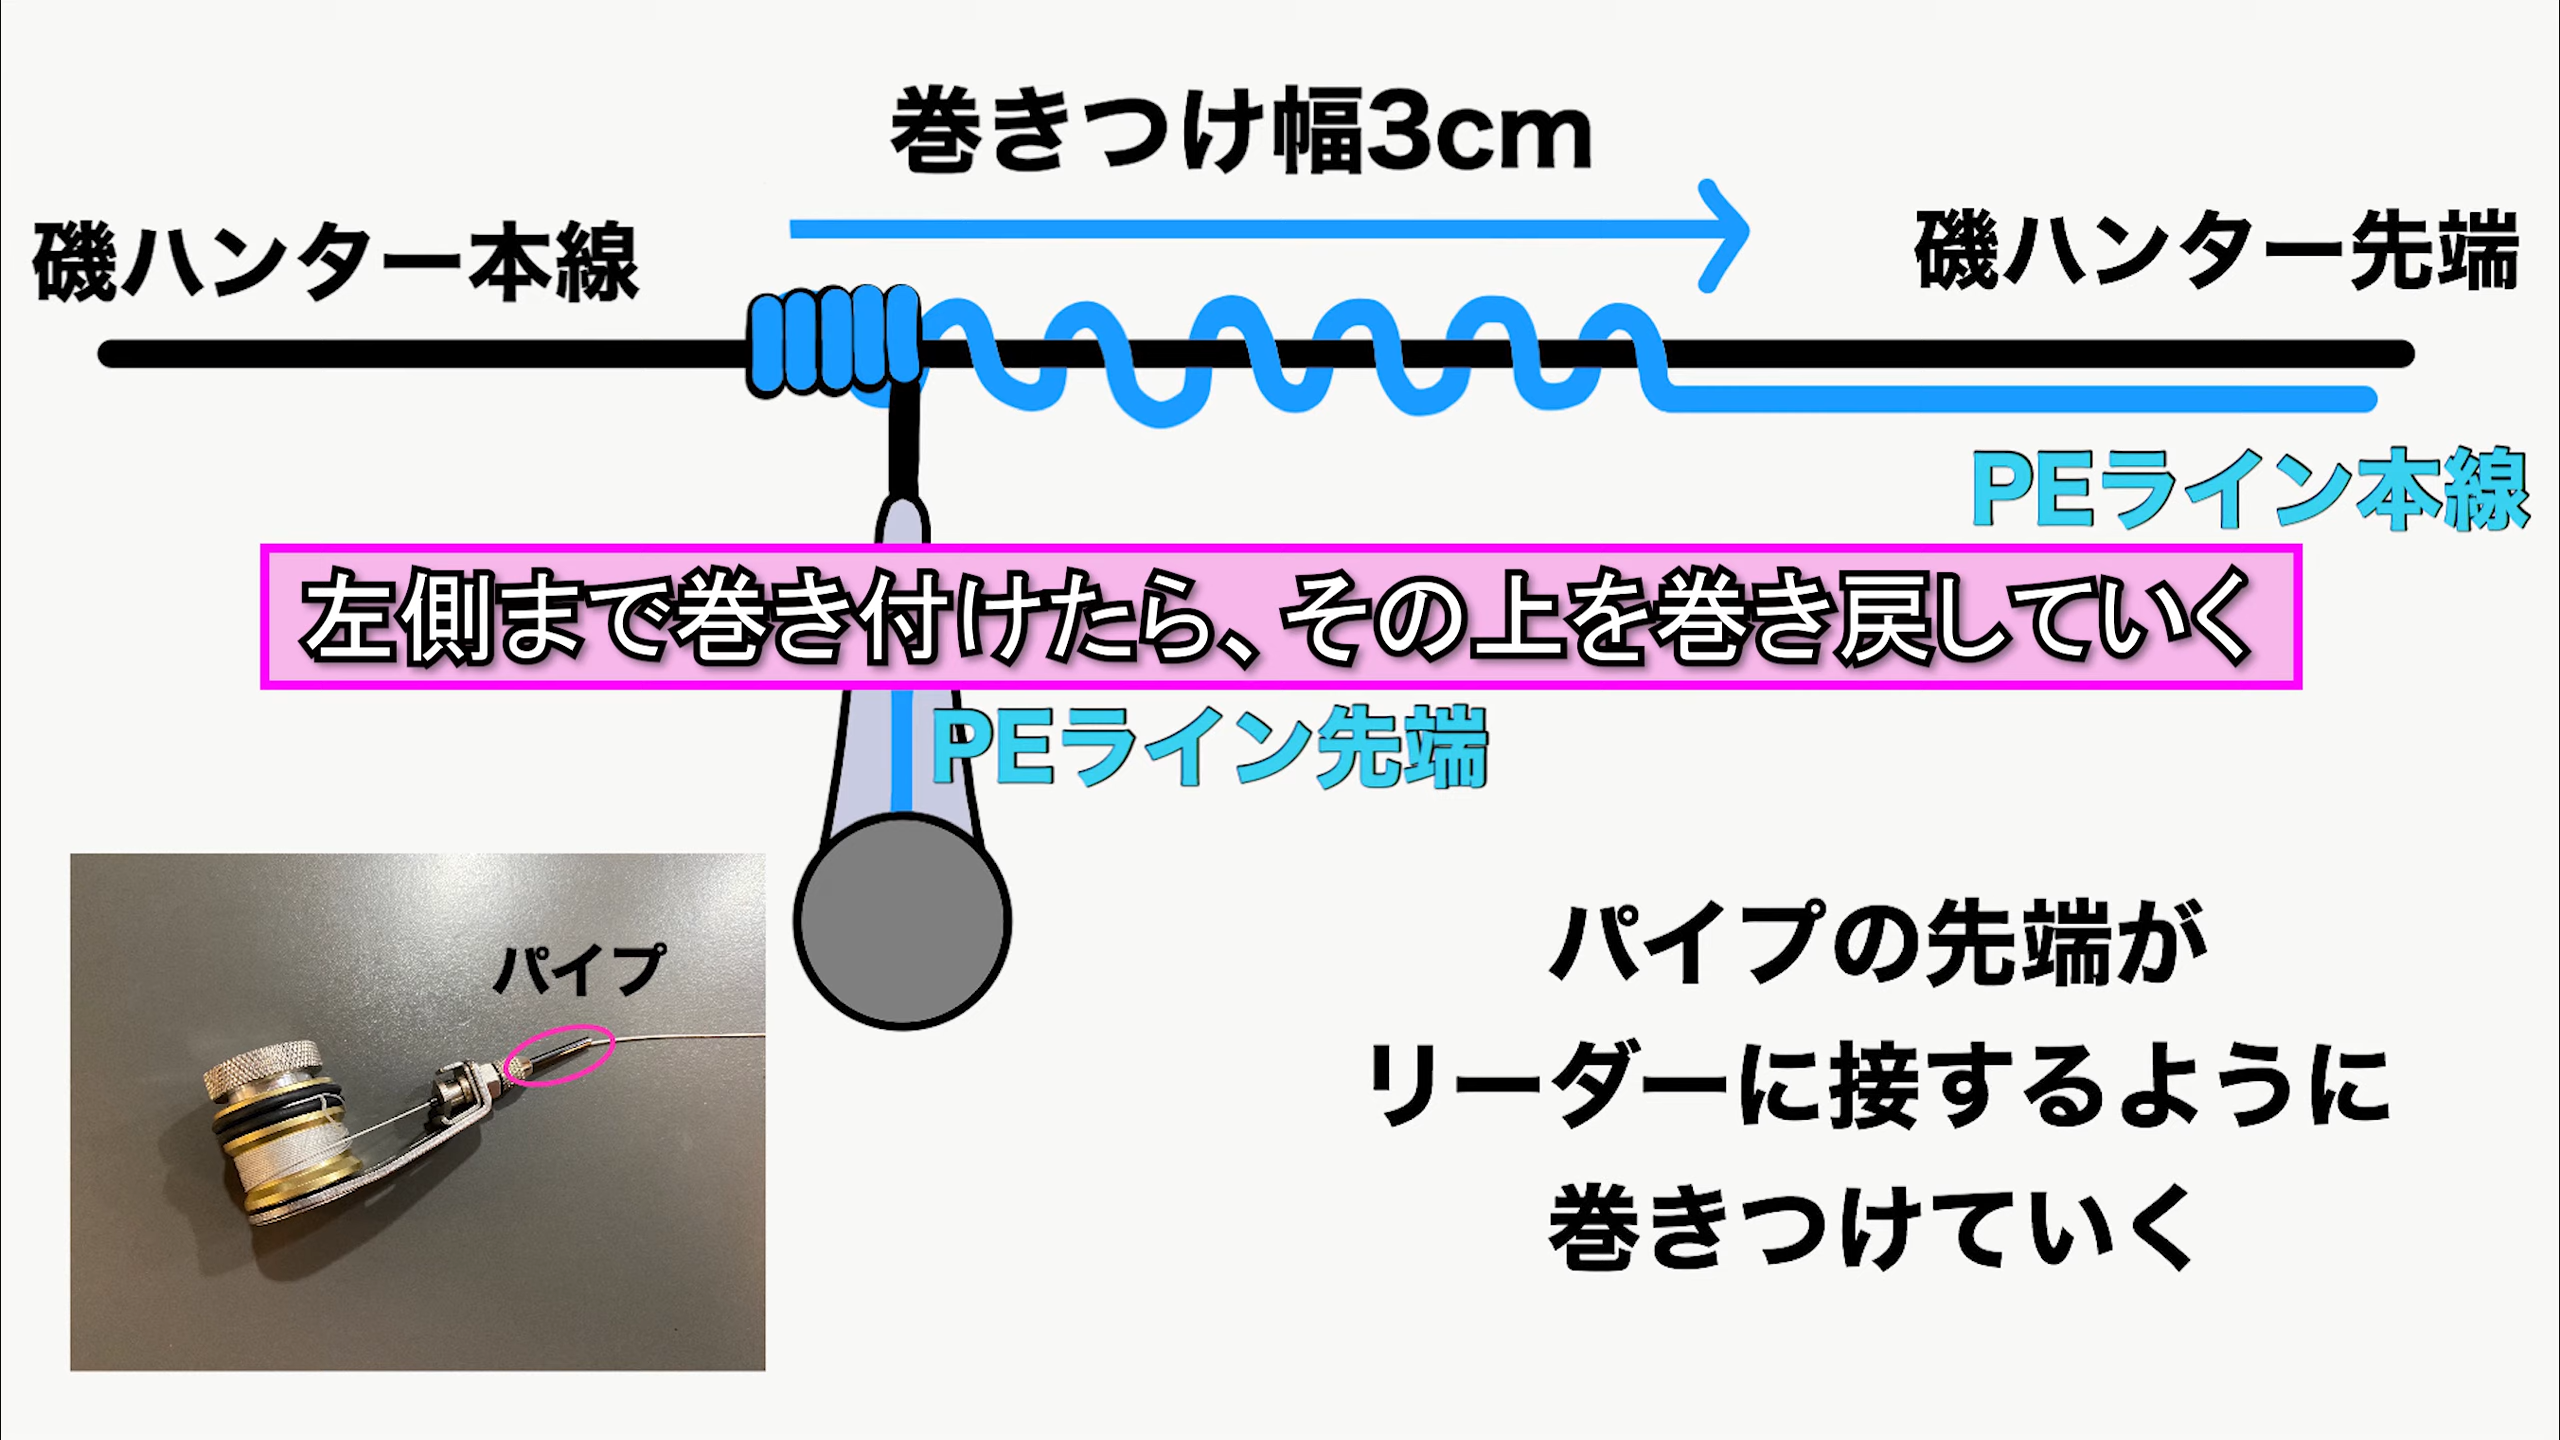 巻きつけ幅3cm
磯ハンター本線
磯ハンター先端
PEライン本線
左側まで巻き付けたら、その上を巻き戻していく
PEライン先端
パイプ
パイプの先端が
リーダーに接するように
巻きつけていく